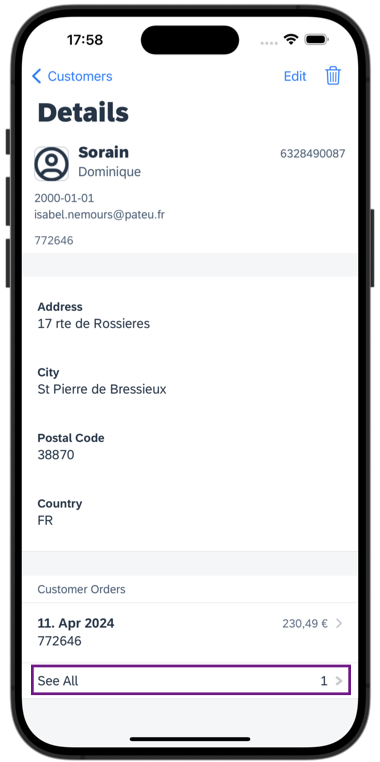 17:58
Customers
Edit
Details
Sorain
6328490087
Dominique
2000-01-01
isabel.nemours@pateu.fr
772646
Address
17 rte de Rossieres
City
St Pierre de Bressieux
Postal Code
38870
Country
FR
Customer Orders
11. Apr 2024
230,49 €
772646
See All
1